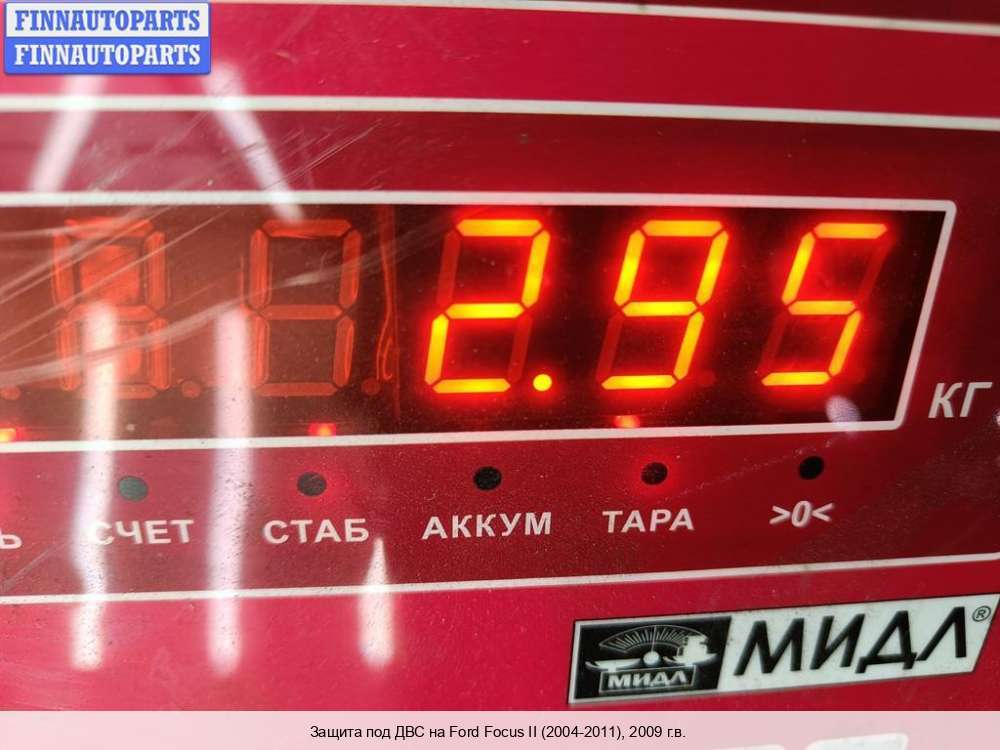 FINNAUTOPARTS
FINNAUTOPARTS
2.95
КГ
СЧЕТ СТАБ АККУМ ТАРА >0<
МИДЛ МИДЛ®
Защита под ДВС на Ford Focus II (2004-2011), 2009 г.в.